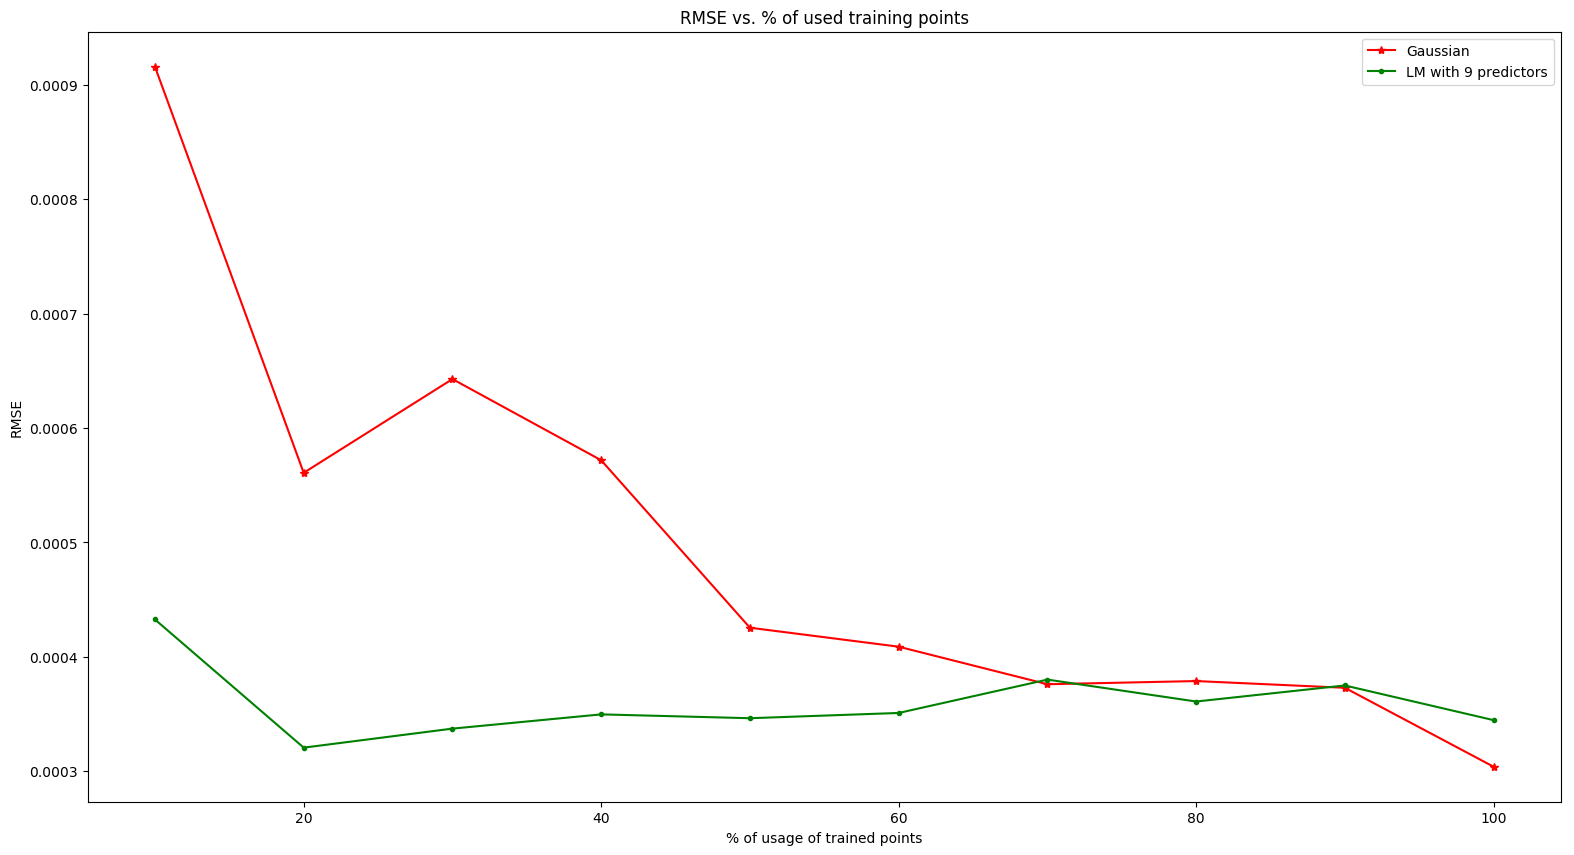 RMSE vs. % of used training points
Gaussian
LM with 9 predictors
0.0009
0.0008
0.0007
0.0006
0.0005
0.0004
0.0003
RMSE
20
40
60
80
100
% of usage of trained points